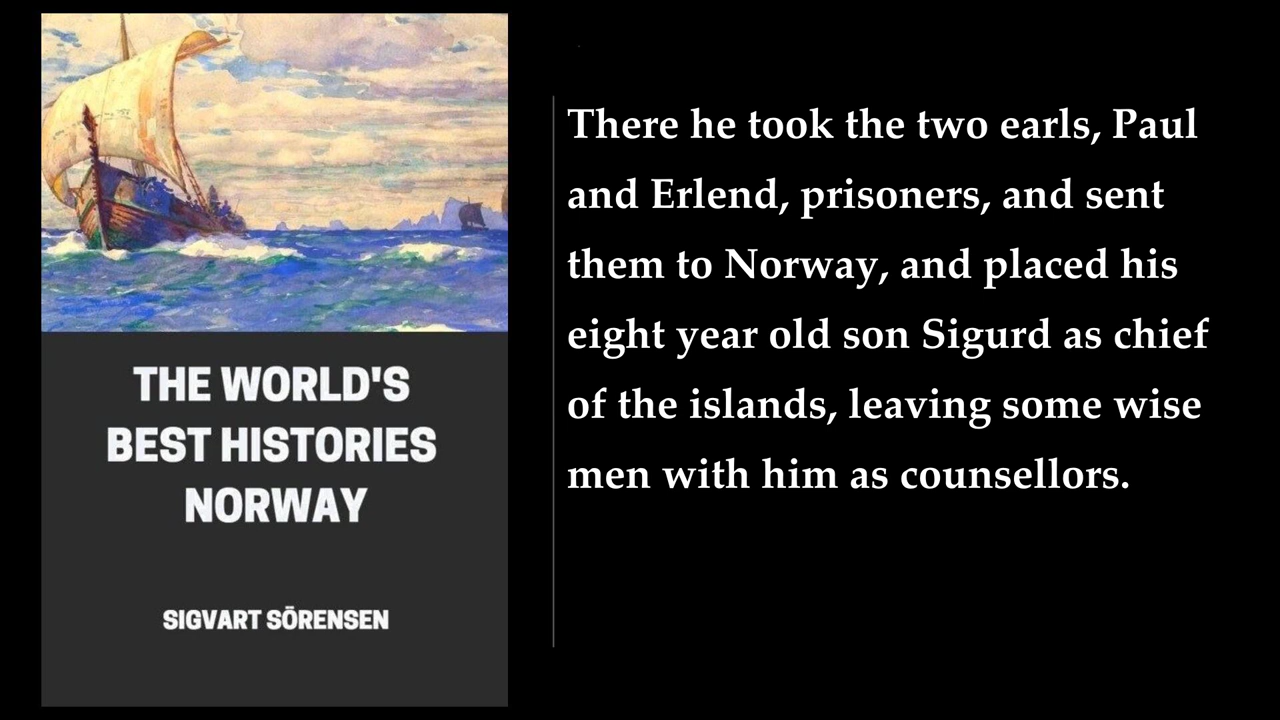 THE WORLD'S
BEST HISTORIES
NORWAY
SIGVART SÖRENSEN
There he took the two earls, Paul
and Erlend, prisoners, and sent
them to Norway, and placed his
eight year old son Sigurd as chief
of the islands, leaving some wise
men with him as counsellors.